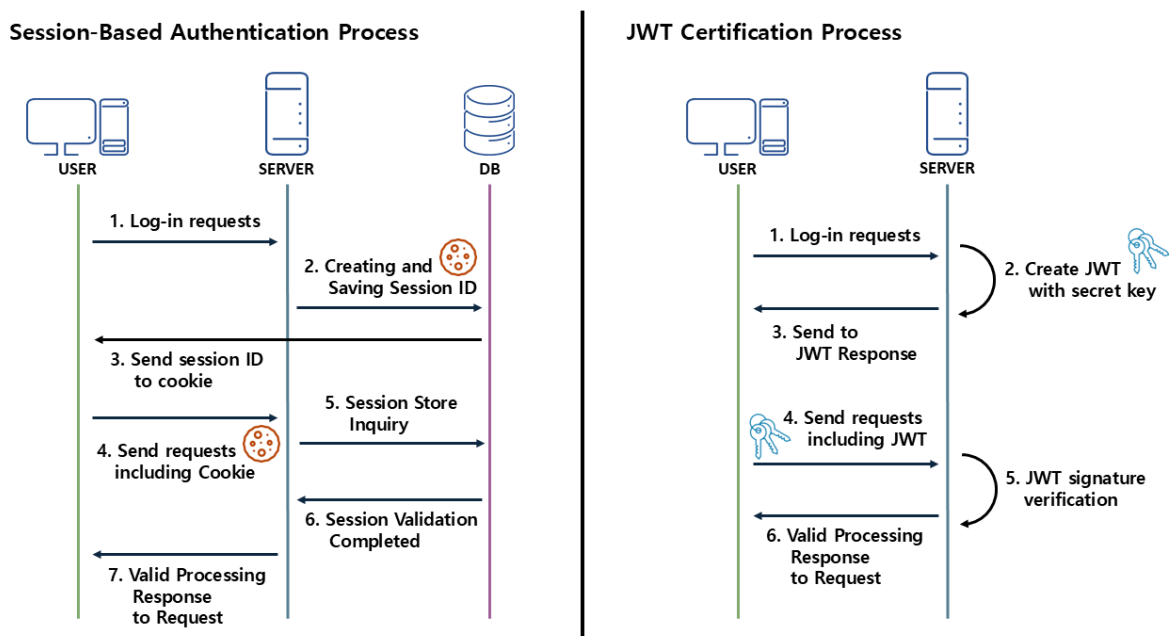 Session-Based Authentication Process
USER
SERVER
DB
1. Log-in requests
2. Creating and
Saving Session ID
3. Send session ID
to cookie
4. Send requests
including Cookie
5. Session Store
Inquiry
6. Session Validation
Completed
7. Valid Processing
Response
to Request
JWT Certification Process
USER
SERVER
1. Log-in requests
2. Create JWT
with secret key
3. Send to
JWT Response
4. Send requests
including JWT
5. JWT signature
verification
6. Valid Processing
Response
to Request